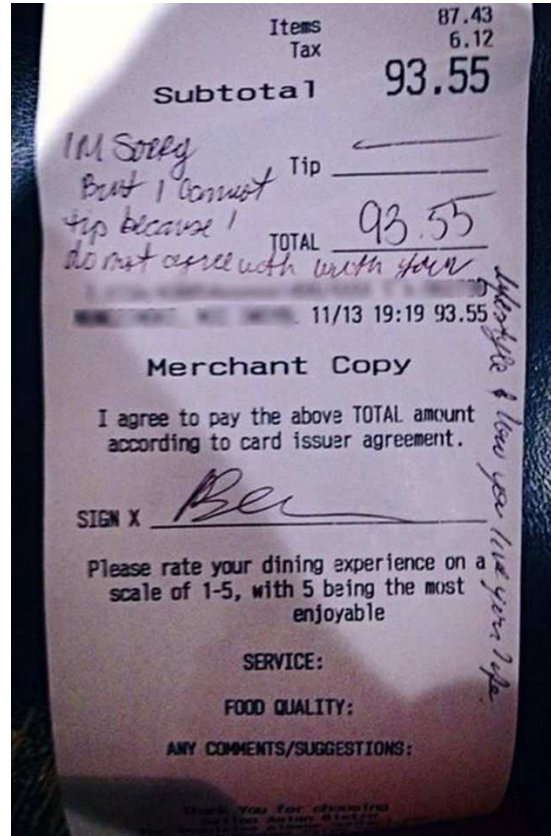 Items 87.43
Tax 6.12
Subtotal 93.55
IM SORRY
But I cannot
Tip
tip because I
TOTAL 93.55
do not agree with with your
lifestyle & how you live your life.
11/13 19:19 93.55
Merchant Copy
I agree to pay the above TOTAL amount
according to card issuer agreement.
SIGN X
Please rate your dining experience on a
scale of 1-5, with 5 being the most
enjoyable
SERVICE:
FOOD QUALITY:
ANY COMMENTS/SUGGESTIONS:
Thank You for choosing
Asian Bistro